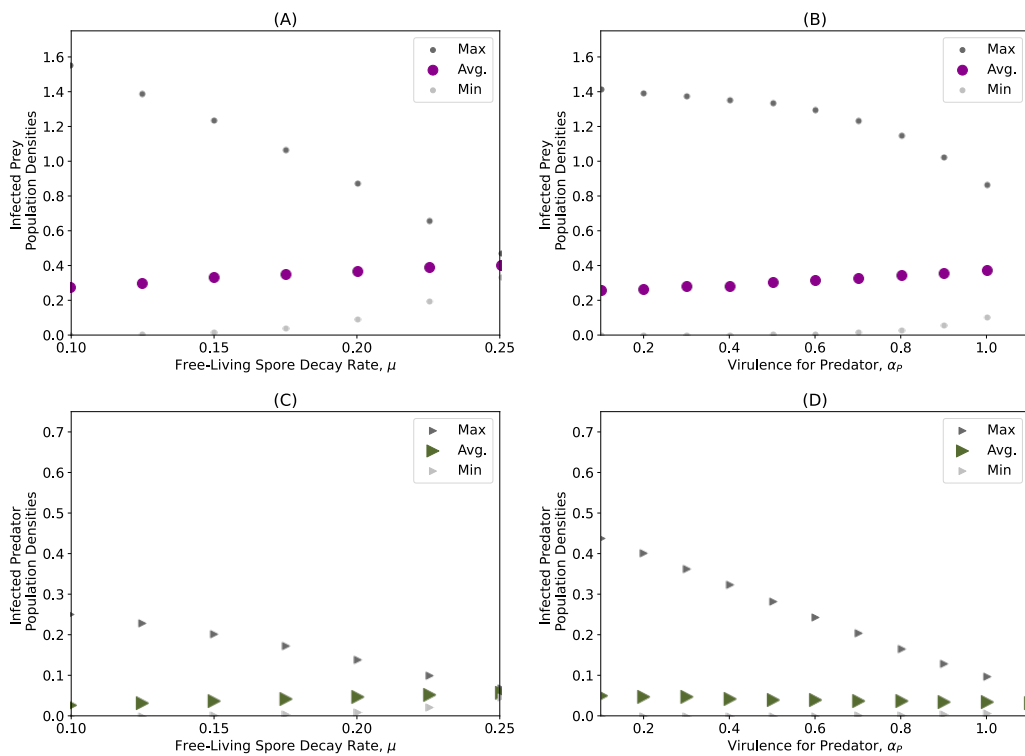 (A)
Infected Prey
Population Densities
1.6
1.4
1.2
1.0
0.8
0.6
0.4
0.2
0.0
Max
Avg.
Min
0.10
0.15
0.20
0.25
Free-Living Spore Decay Rate, μ
(B)
Infected Prey
Population Densities
1.6
1.4
1.2
1.0
0.8
0.6
0.4
0.2
0.0
Max
Avg.
Min
0.2
0.4
0.6
0.8
1.0
Virulence for Predator, αP
(C)
Infected Predator
Population Densities
0.7
0.6
0.5
0.4
0.3
0.2
0.1
0.0
Max
Avg.
Min
0.10
0.15
0.20
0.25
Free-Living Spore Decay Rate, μ
(D)
Infected Predator
Population Densities
0.7
0.6
0.5
0.4
0.3
0.2
0.1
0.0
Max
Avg.
Min
0.2
0.4
0.6
0.8
1.0
Virulence for Predator, αP